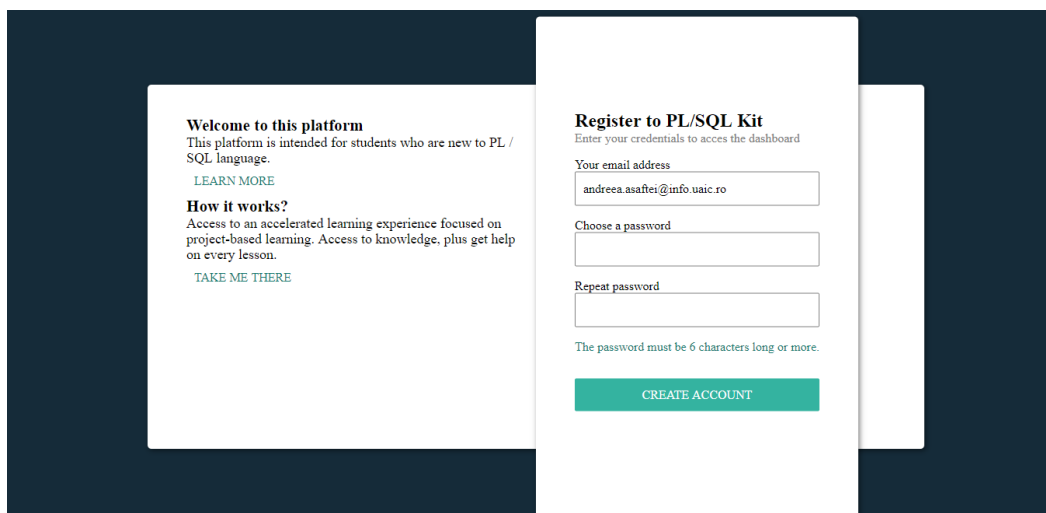 Welcome to this platform
This platform is intended for students who are new to PL /
SQL language.
LEARN MORE
How it works?
Access to an accelerated learning experience focused on
project-based learning. Access to knowledge, plus get help
on every lesson.
TAKE ME THERE
Register to PL/SQL Kit
Enter your credentials to acces the dashboard
Your email address
andreea.asaftei@info.uaic.ro
Choose a password
Repeat password
The password must be 6 characters long or more.
CREATE ACCOUNT